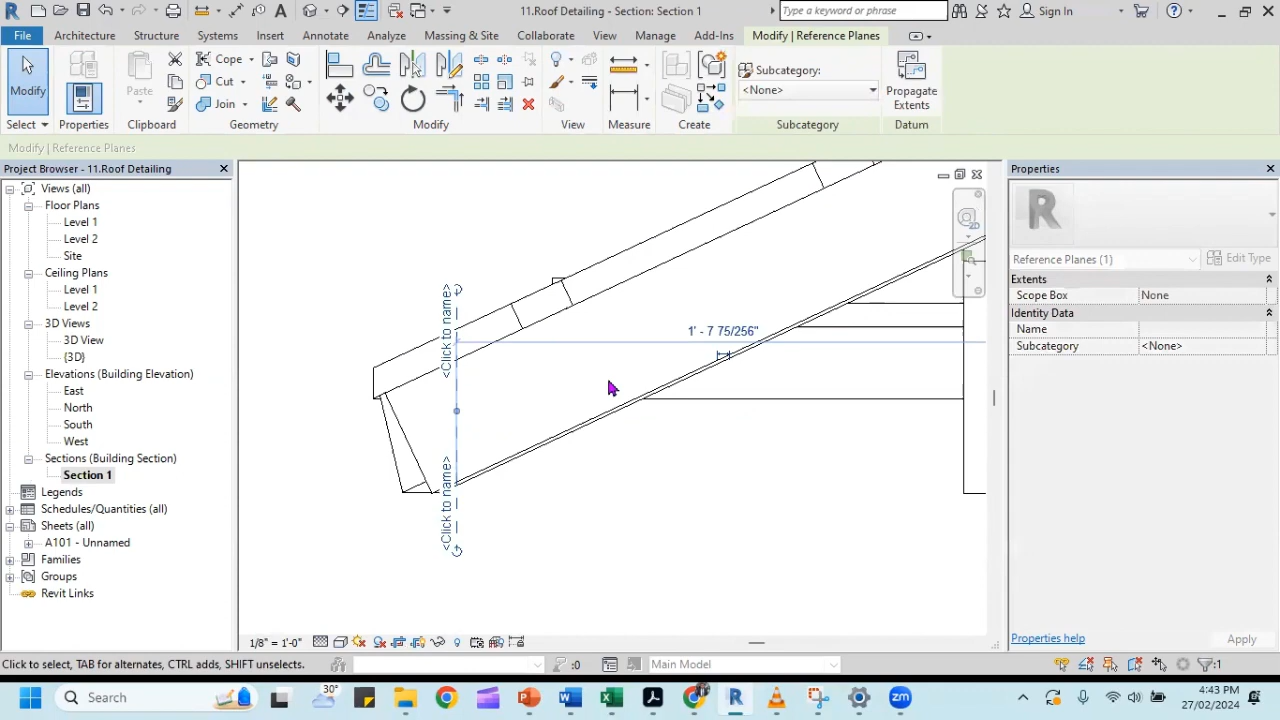 11.Roof Detailing - Section: Section 1
Type a keyword or phrase
Sign In
File
Architecture
Structure
Systems
Insert
Annotate
Analyze
Massing & Site
Collaborate
View
Manage
Add-Ins
Modify | Reference Planes
Modify
Paste
Cope
Cut
Join
Subcategory:
<None>
Propagate
Extents
Select
Properties
Clipboard
Geometry
Modify
View
Measure
Create
Subcategory
Datum
Modify | Reference Planes
Project Browser - 11.Roof Detailing
Views (all)
Floor Plans
Level 1
Level 2
Site
Ceiling Plans
Level 1
Level 2
3D Views
3D View
{3D}
Elevations (Building Elevation)
East
North
South
West
Sections (Building Section)
Section 1
Legends
Schedules/Quantities (all)
Sheets (all)
A101 - Unnamed
Families
Groups
Revit Links
<Click to name>
<Click to name>
1' - 7 75/256"
2D
Properties
R
Reference Planes (1)
Edit Type
Extents
Scope Box
None
Identity Data
Name
Subcategory
<None>
Properties help
Apply
1/8" = 1'-0"
Click to select, TAB for alternates, CTRL adds, SHIFT unselects.
:0
Main Model
:1
Search
30°
4:43 PM
27/02/2024